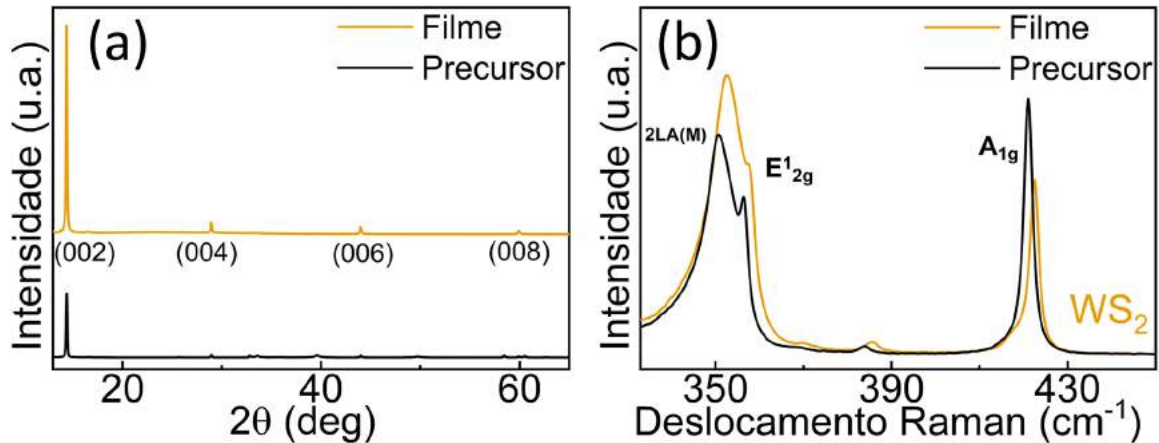 (a)
Filme
Precursor
Intensidade (u.a.)
(002)
(004)
(006)
(008)
20
40
60
2θ (deg)
(b)
Filme
Precursor
Intensidade (u.a.)
2LA(M)
E¹₂g
A₁g
WS₂
350
390
430
Deslocamento Raman (cm⁻¹)